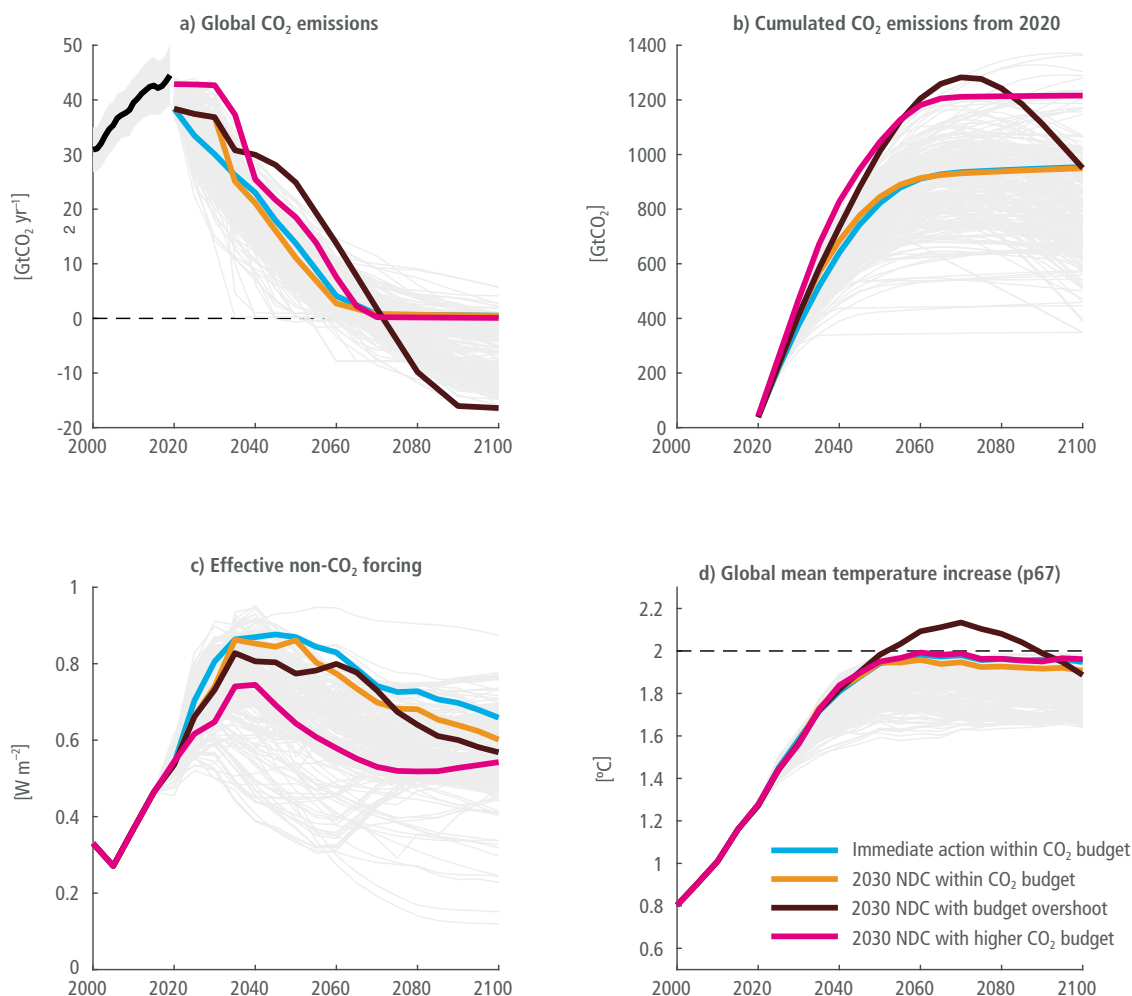 a) Global CO₂ emissions
[GtCO₂ yr⁻¹]
2
50
40
30
20
10
0
-10
-20
2000 2020 2040 2060 2080 2100
b) Cumulated CO₂ emissions from 2020
[GtCO₂]
1400
1200
1000
800
600
400
200
0
2000 2020 2040 2060 2080 2100
c) Effective non-CO₂ forcing
[W m⁻²]
1
0.8
0.6
0.4
0.2
0
2000 2020 2040 2060 2080 2100
d) Global mean temperature increase (p67)
[ºC]
2.2
2
1.8
1.6
1.4
1.2
1
0.8
0.6
Immediate action within CO₂ budget
2030 NDC within CO₂ budget
2030 NDC with budget overshoot
2030 NDC with higher CO₂ budget
2000 2020 2040 2060 2080 2100